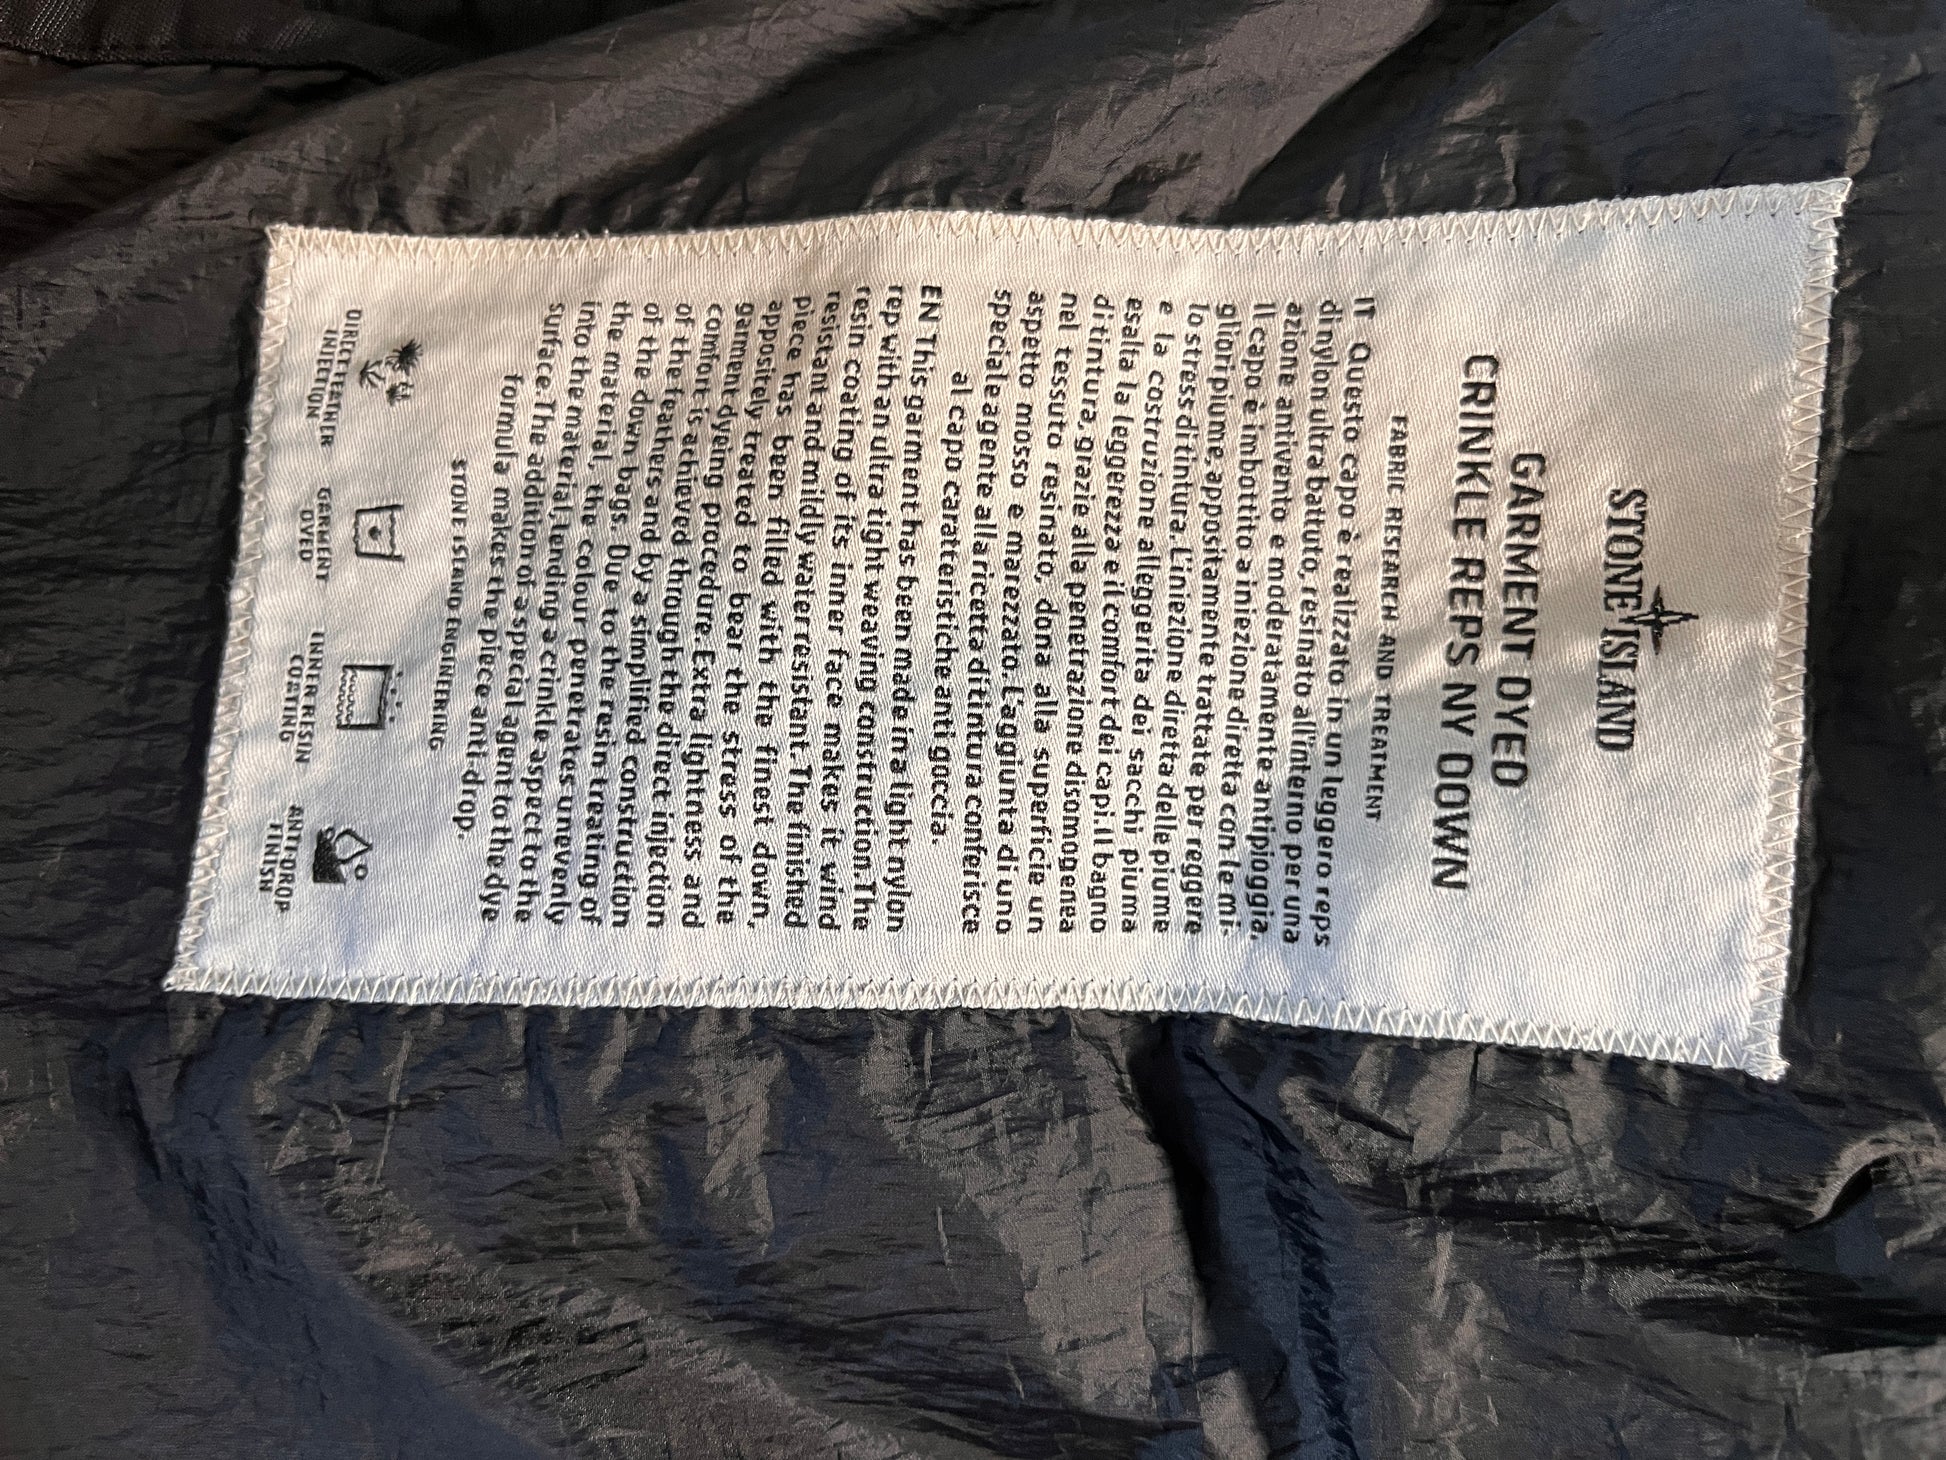 STONE ISLAND
GARMENT DYED
CRINKLE REPS NY DOWN
FABRIC RESEARCH AND TREATMENT
IT Questo capo è realizzato in un leggero reps
di nylon ultra battuto, resinato all'interno per una
azione antivento e moderatamente antipioggia.
Il capo è imbottito a iniezione diretta con le mi-
gliori piume, appositamente trattate per reggere
lo stress di tintura. L'iniezione diretta delle piume
e la costruzione alleggerita dei sacchi piuma
esalta la leggerezza e il comfort dei capi. Il bagno
di tintura, grazie alla penetrazione disomogenea
nel tessuto resinato, dona alla superficie un
aspetto mosso e marezzato. L'aggiunta di uno
speciale agente alla ricetta di tintura conferisce
al capo caratteristiche anti goccia.
EN This garment has been made in a light nylon
rep with an ultra tight weaving construction. The
resin coating of its inner face makes it wind
resistant and mildly water resistant. The finished
piece has been filled with the finest down,
appositely treated to bear the stress of the
garment dyeing procedure. Extra lightness and
comfort is achieved through the direct injection
of the feathers and by a simplified construction
of the down bags. Due to the resin treating of
the material, the colour penetrates unevenly
into the material, lending a crinkle aspect to the
surface. The addition of a special agent to the dye
formula makes the piece anti-drop.
STONE ISLAND ENGINEERING
DIRECT FEATHER
INJECTION
GARMENT
DYED
INNER RESIN
COATING
ANTI-DROP
FINISH